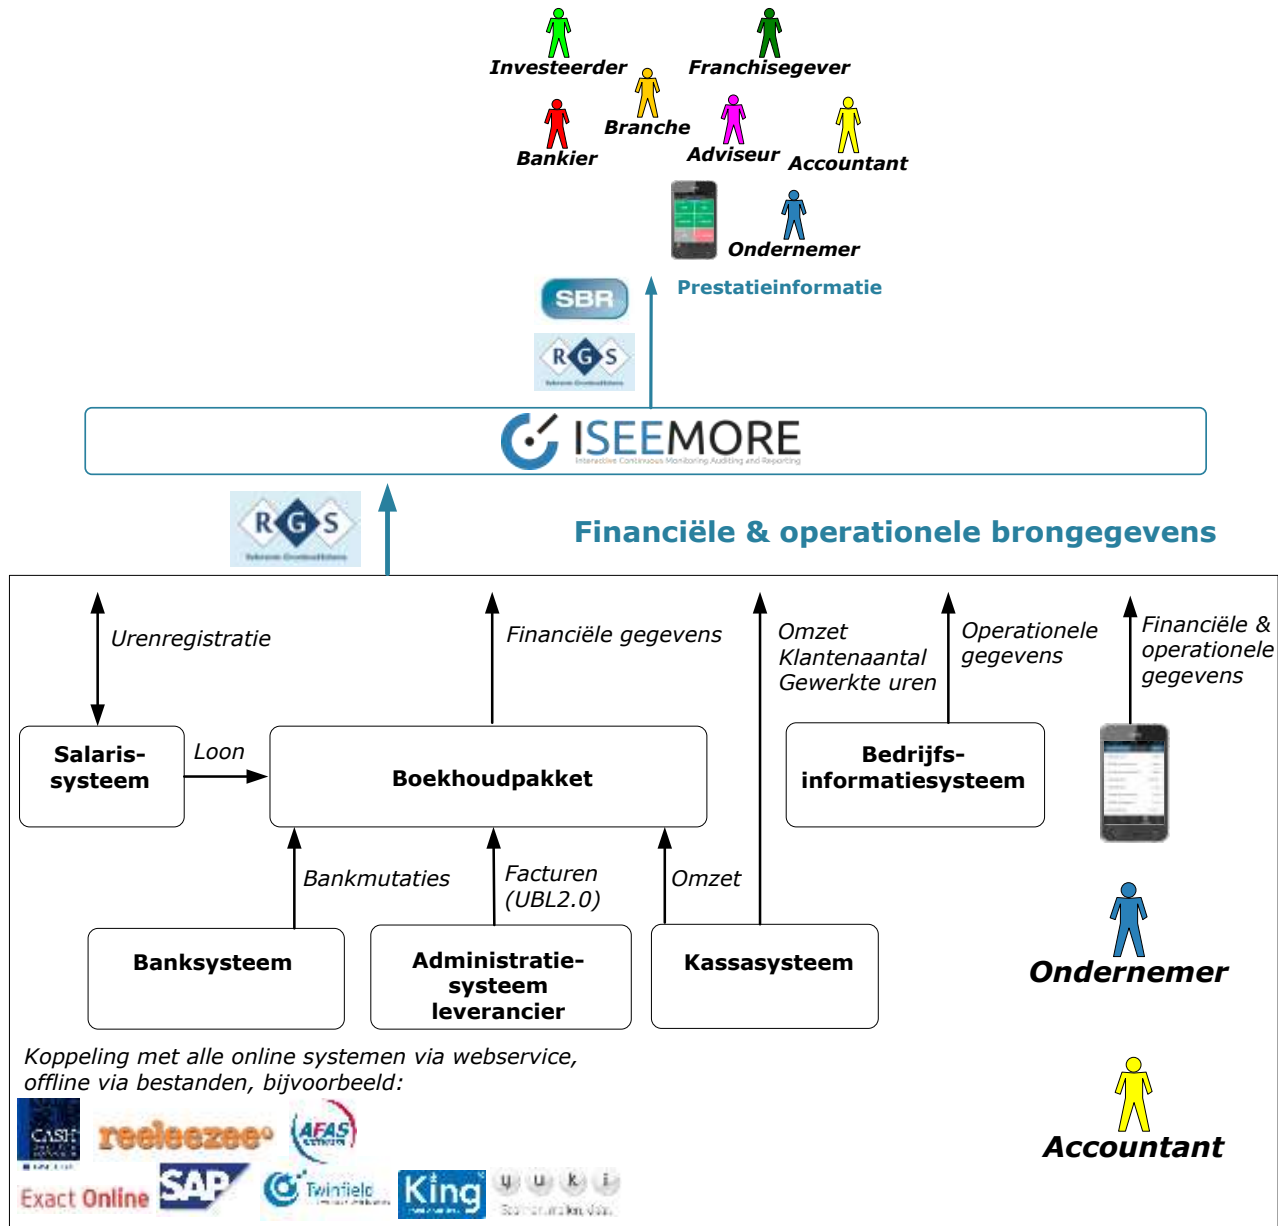 Investeerder
Franchisegever
Branche
Bankier
Adviseur
Accountant
Ondernemer
Prestatieinformatie
SBR
RGS
ISEEMORE
Interactive Continuous Monitoring Auditing and Reporting
RGS
Financiële & operationele brongegevens
Urenregistratie
Financiële gegevens
Omzet
Klantenaantal
Gewerkte uren
Operationele
gegevens
Financiële &
operationele
gegevens
Salaris-
systeem
Loon
Boekhoudpakket
Bedrijfs-
informatiesysteem
Bankmutaties
Facturen
(UBL2.0)
Omzet
Banksysteem
Administratie-
systeem
leverancier
Kassasysteem
Ondernemer
Koppeling met alle online systemen via webservice,
offline via bestanden, bijvoorbeeld:
Accountant
CASH
reeleezee
AFAS
Exact Online
SAP
Twinfield
King
yuki